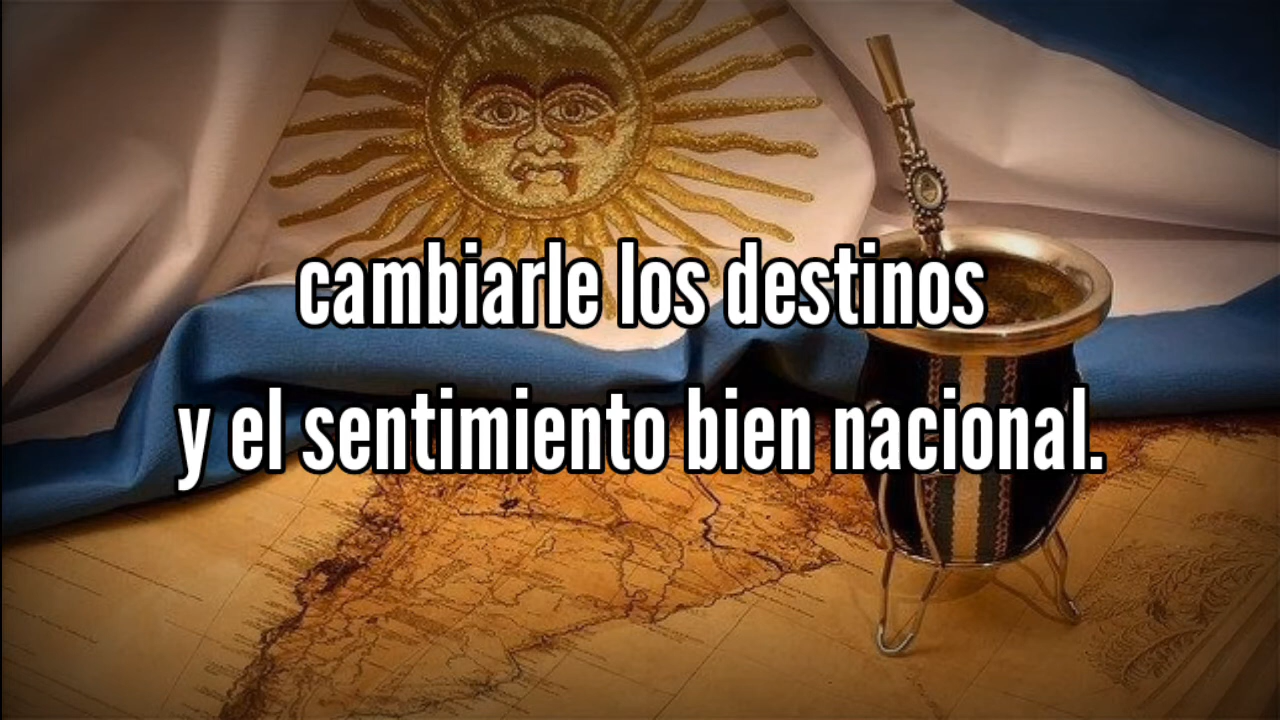 cambiarle los destinos
y el sentimiento bien nacional.